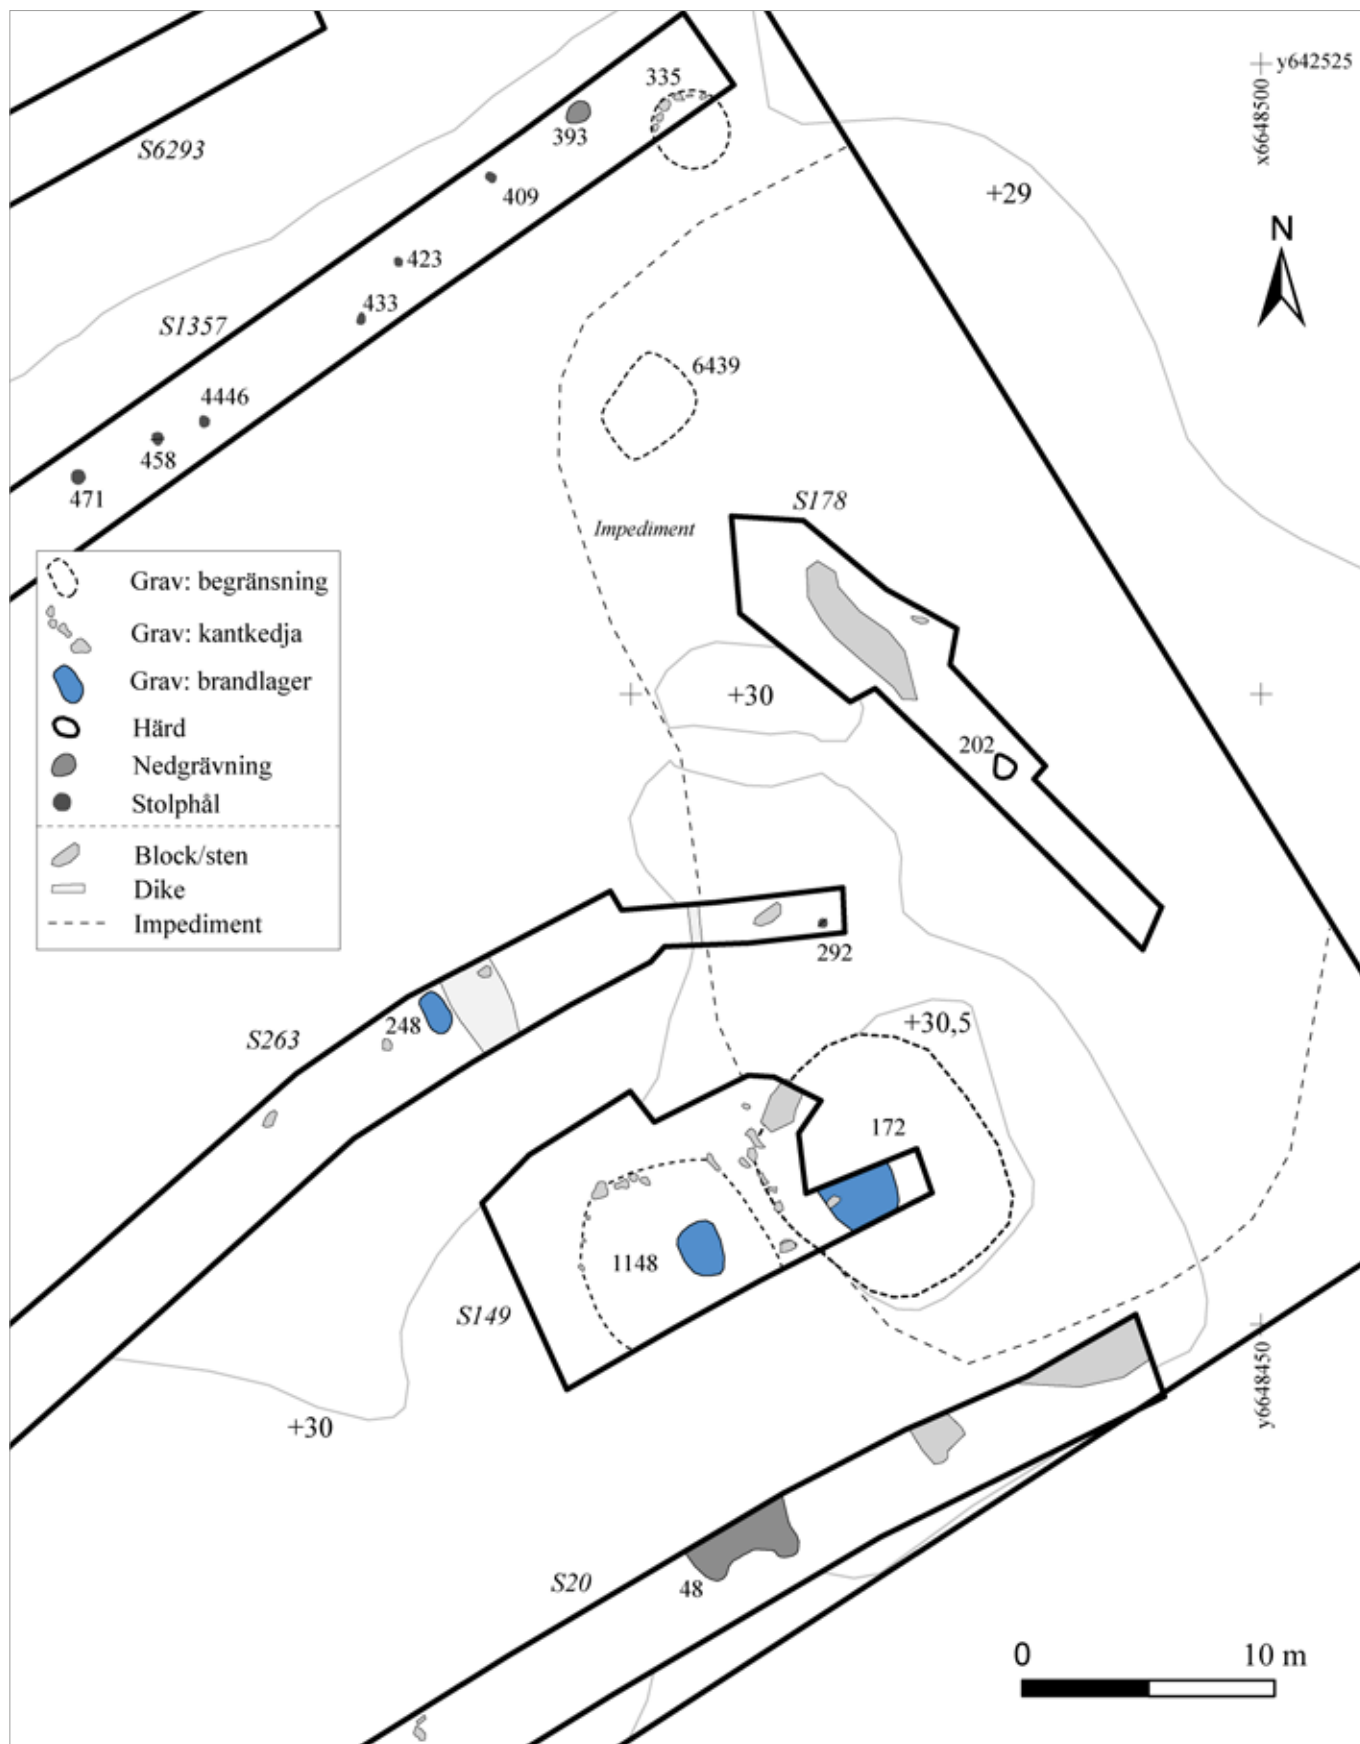 y642525
x6648500
335
393
S6293
409
+29
N
423
433
S1357
6439
4446
458
471
S178
Impediment
Grav: begränsning
Grav: kantkedja
Grav: brandlager
Härd
Nedgrävning
Stolphål
Block/sten
Dike
Impediment
+30
202
292
248
S263
+30,5
172
1148
S149
y6648450
+30
S20
48
0 10 m